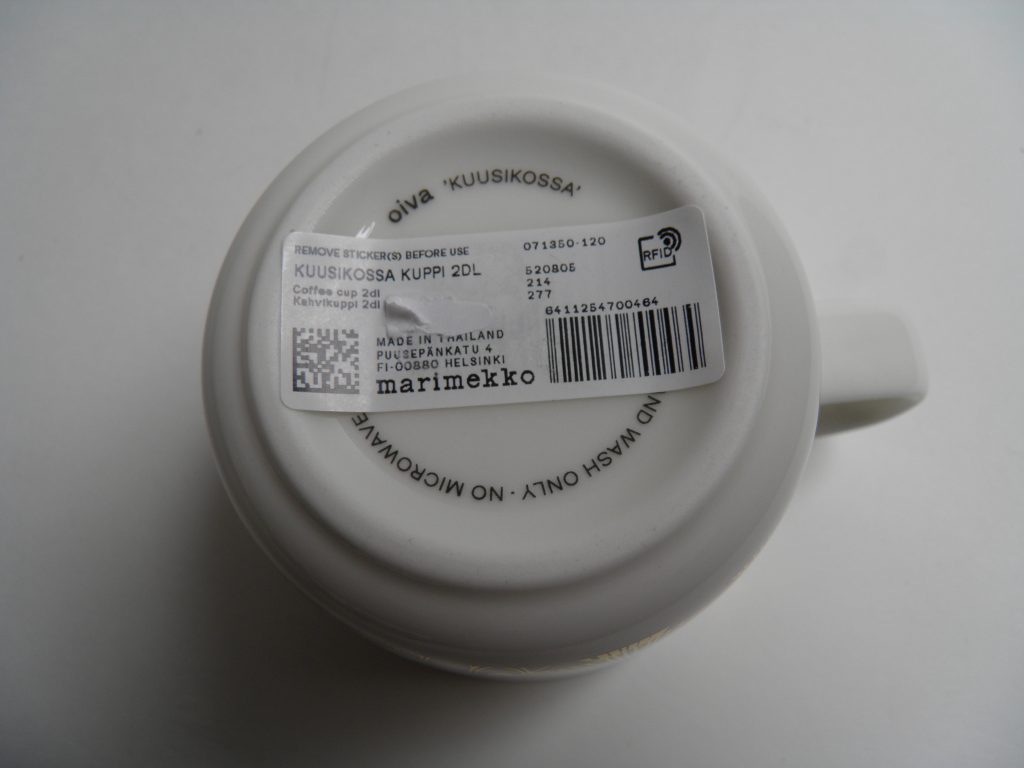 oiva 'KUUSIKOSSA'
REMOVE STICKER(S) BEFORE USE
KUUSIKOSSA KUPPI 2DL
Coffee cup 2dl
Kahvikuppi 2dl
071350-120
520805
214
277
RFID
6411254700464
MADE IN THAILAND
PUUSEPÄNKATU 4
FI-00880 HELSINKI
marimekko
WASH ONLY · NO MICROWAVE